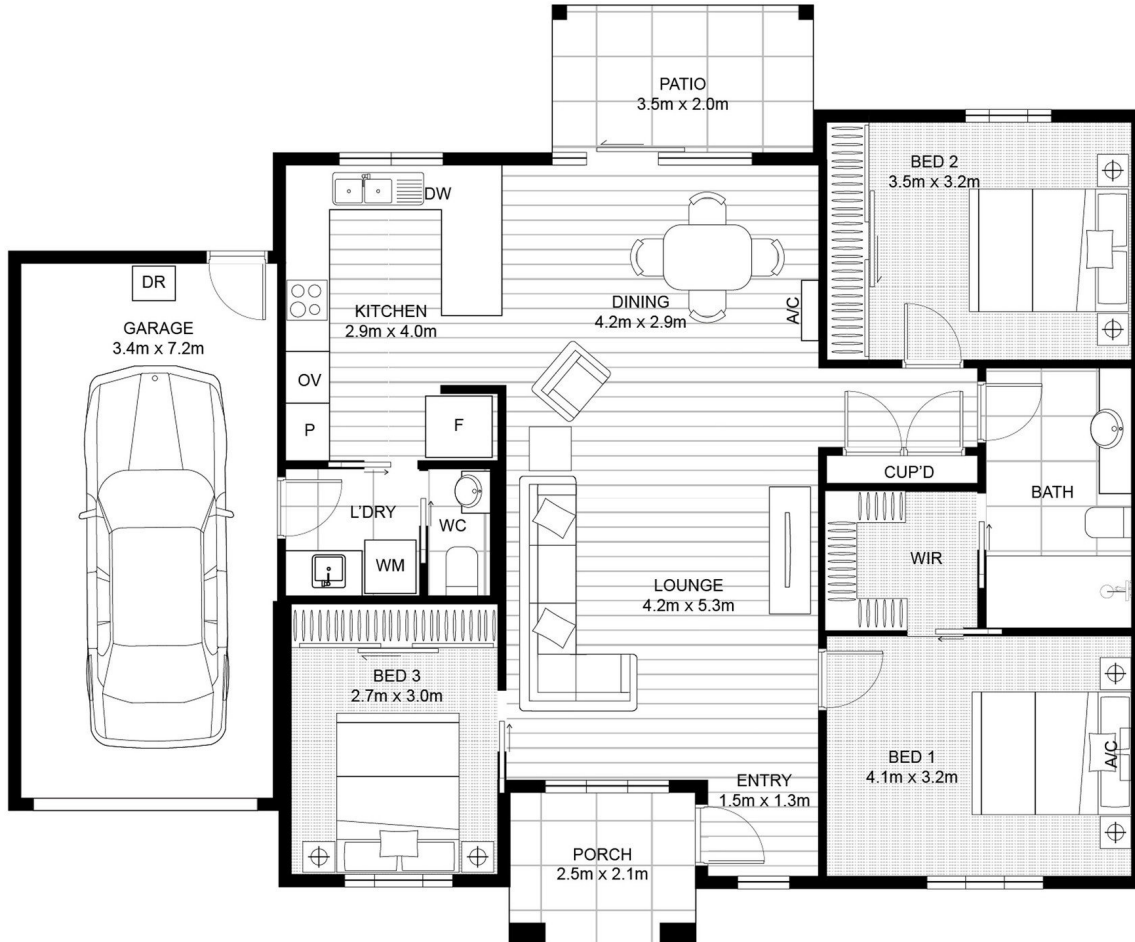 PATIO
3.5m x 2.0m
BED 2
3.5m x 3.2m
DW
DR
GARAGE
3.4m x 7.2m
KITCHEN
2.9m x 4.0m
DINING
4.2m x 2.9m
A/C
OV
P
F
CUP'D
BATH
L'DRY
WC
WM
WIR
LOUNGE
4.2m x 5.3m
BED 3
2.7m x 3.0m
BED 1
4.1m x 3.2m
A/C
ENTRY
1.5m x 1.3m
PORCH
2.5m x 2.1m